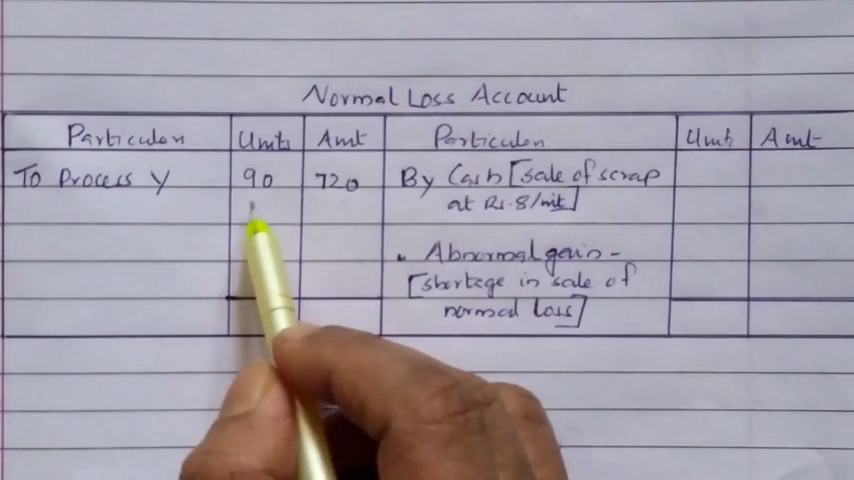 Normal Loss Account
Particulars Units Amt Particulars Units Amt
To Process Y 90 720 By Cash [sale of scrap
at Rs. 8/unit]
" Abnormal gain -
[shortage in sale of
normal Loss]